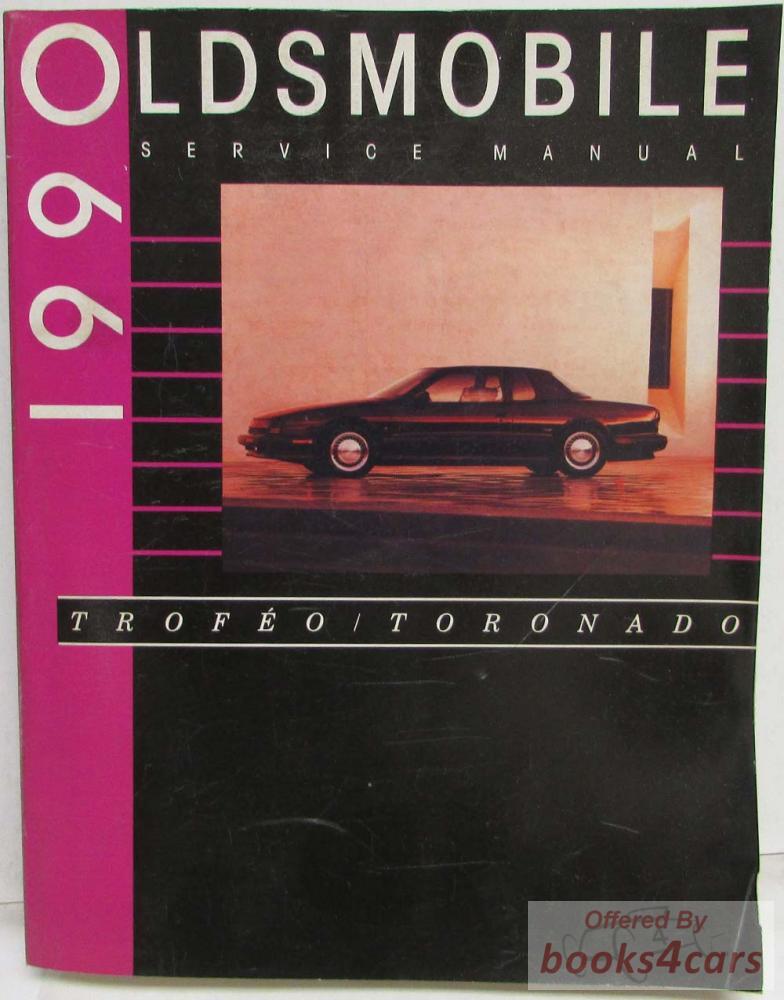 OLDSMOBILE
SERVICE MANUAL
1990
TROFÉO / TORONADO
Offered By
books4cars